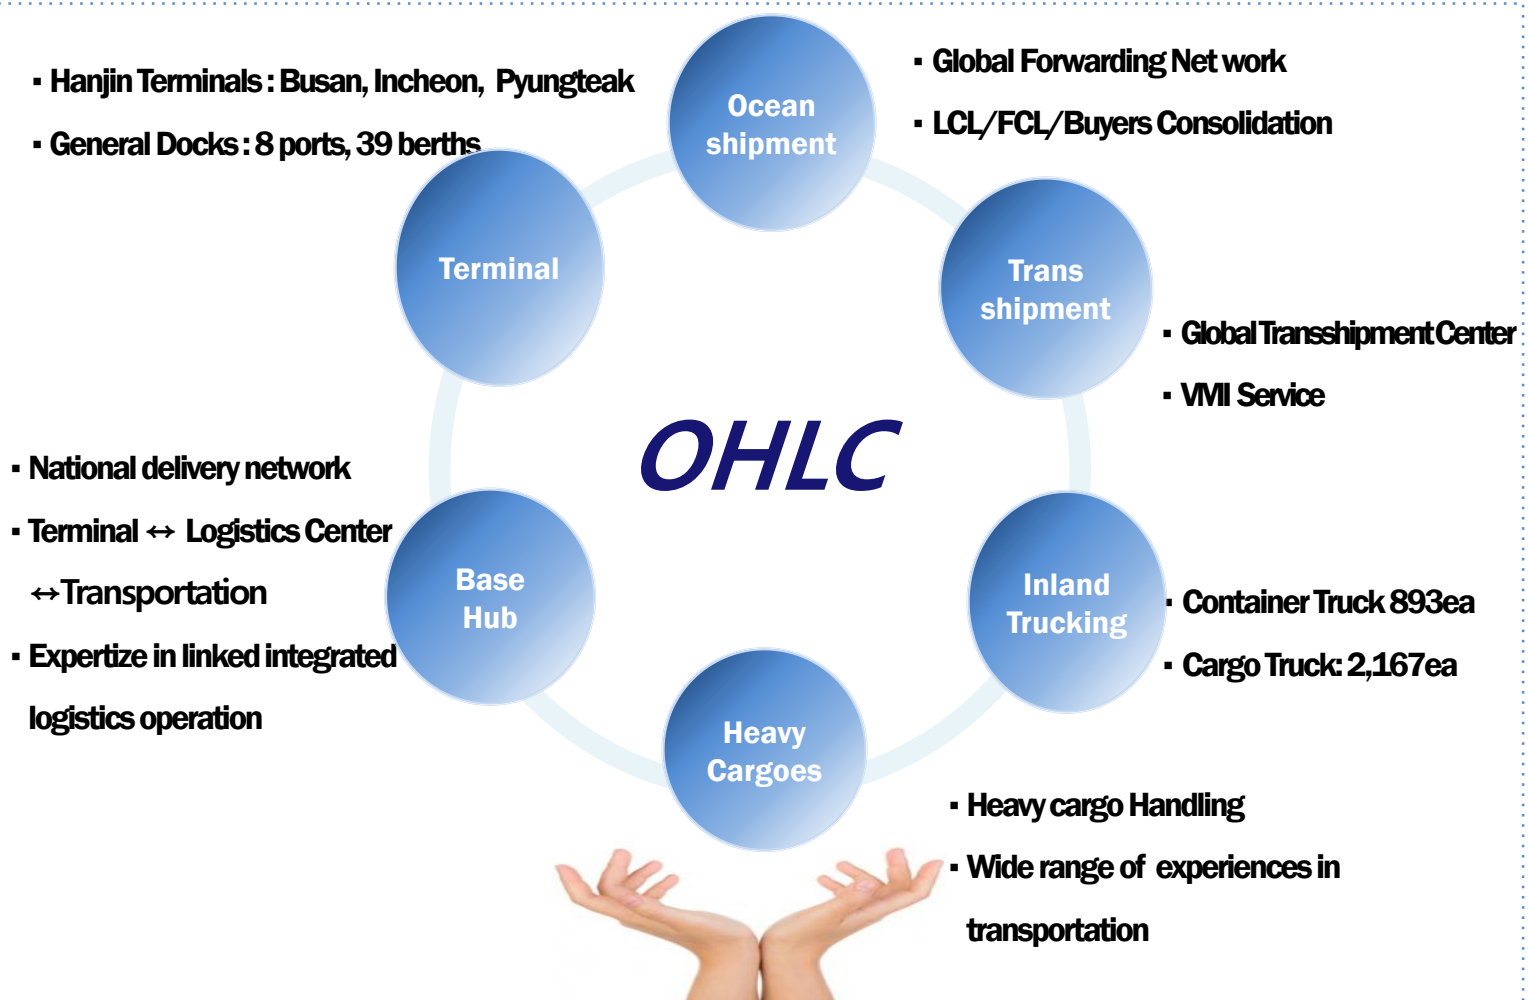 ▪ Hanjin Terminals : Busan, Incheon, Pyungteak
▪ General Docks : 8 ports, 39 berths
Ocean
shipment
▪ Global Forwarding Net work
▪ LCL/FCL/Buyers Consolidation
Terminal
Trans
shipment
▪ Global Transshipment Center
▪ VMI Service
OHLC
▪ National delivery network
▪ Terminal ↔ Logistics Center
↔Transportation
▪ Expertize in linked integrated
logistics operation
Base
Hub
Inland
Trucking
▪ Container Truck 893ea
▪ Cargo Truck: 2,167ea
Heavy
Cargoes
▪ Heavy cargo Handling
▪ Wide range of experiences in
transportation